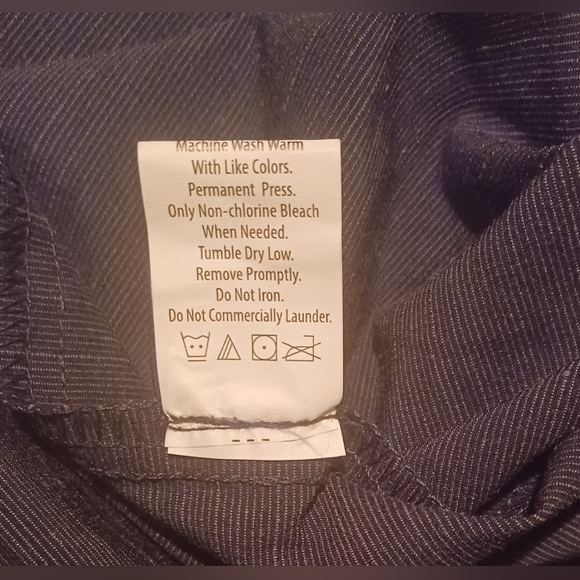 Machine Wash Warm
With Like Colors.
Permanent Press.
Only Non-chlorine Bleach
When Needed.
Tumble Dry Low.
Remove Promptly.
Do Not Iron.
Do Not Commercially Launder.